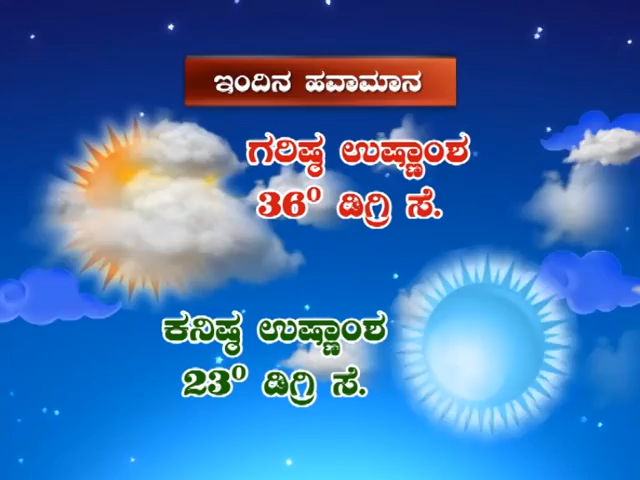 ಇಂದಿನ ಹವಾಮಾನ
ಗರಿಷ್ಠ ಉಷ್ಣಾಂಶ
36⁰ ಡಿಗ್ರಿ ಸೆ.
ಕನಿಷ್ಠ ಉಷ್ಣಾಂಶ
23⁰ ಡಿಗ್ರಿ ಸೆ.